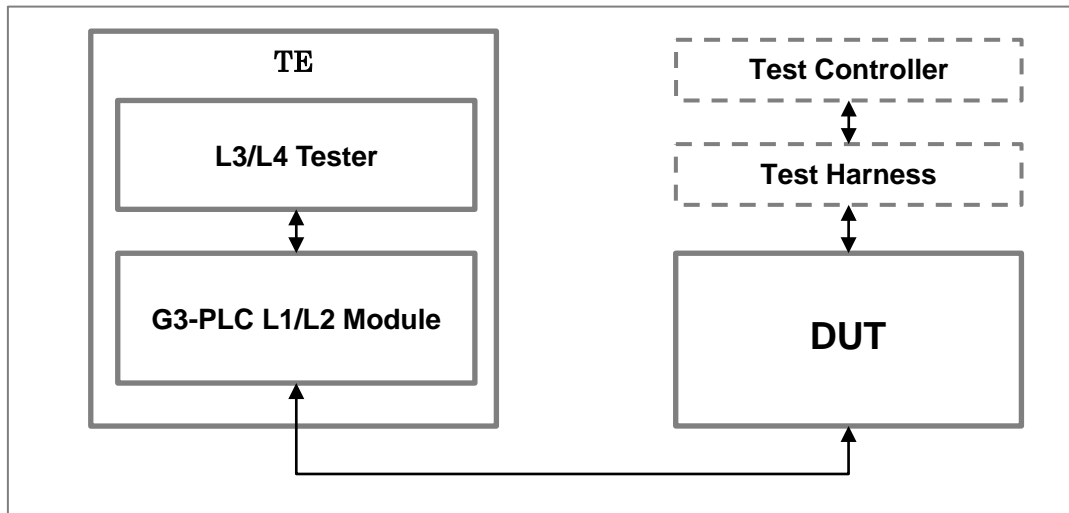 TE
L3/L4 Tester
G3-PLC L1/L2 Module
Test Controller
Test Harness
DUT